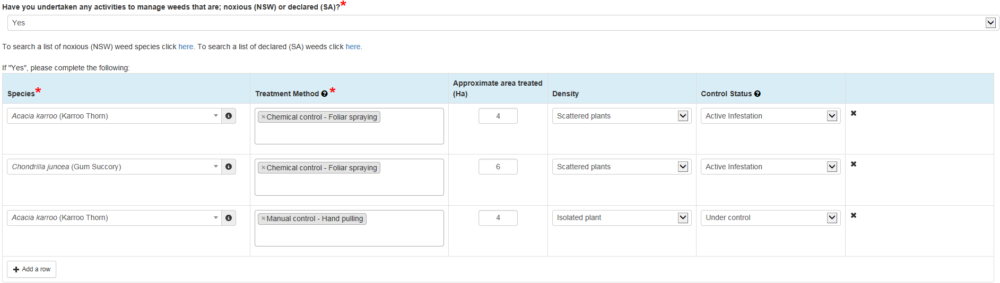 Have you undertaken any activities to manage weeds that are; noxious (NSW) or declared (SA)?*
Yes
To search a list of noxious (NSW) weed species click here. To search a list of declared (SA) weeds click here.
If "Yes", please complete the following:
Species* Treatment Method ? * Approximate area treated (Ha) Density Control Status ?
Acacia karroo (Karroo Thorn) ×Chemical control - Foliar spraying 4 Scattered plants Active Infestation
Chondrilla juncea (Gum Succory) ×Chemical control - Foliar spraying 6 Scattered plants Active Infestation
Acacia karroo (Karroo Thorn) ×Manual control - Hand pulling 4 Isolated plant Under control
+ Add a row